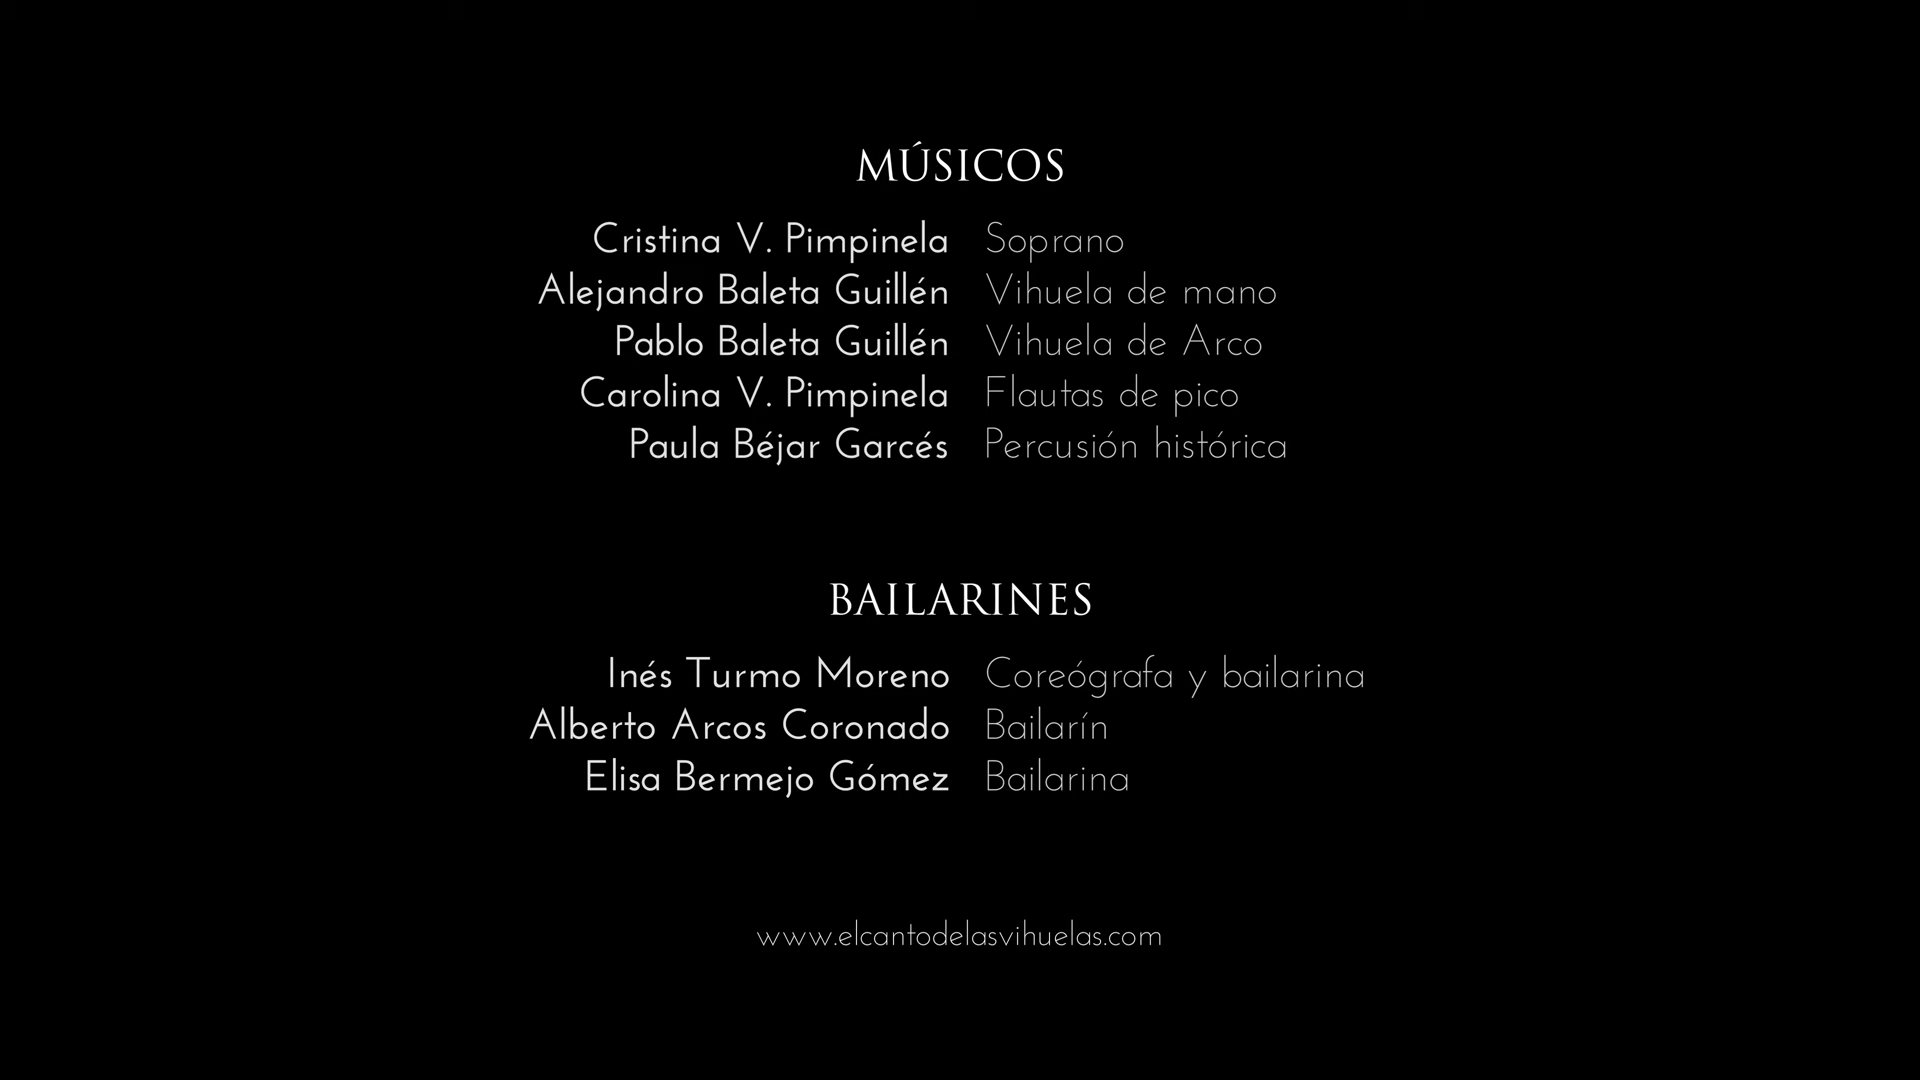 MÚSICOS
Cristina V. Pimpinela Soprano
Alejandro Baleta Guillén Vihuela de mano
Pablo Baleta Guillén Vihuela de Arco
Carolina V. Pimpinela Flautas de pico
Paula Béjar Garcés Percusión histórica
BAILARINES
Inés Turmo Moreno Coreógrafa y bailarina
Alberto Arcos Coronado Bailarín
Elisa Bermejo Gómez Bailarina
www.elcantodelasvihuelas.com